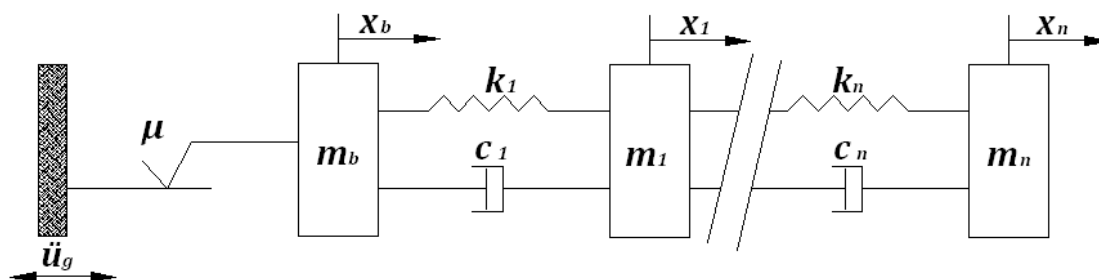 x_b x_1 x_n
k_1 k_n
μ
m_b c_1 m_1 c_n m_n
ü_g